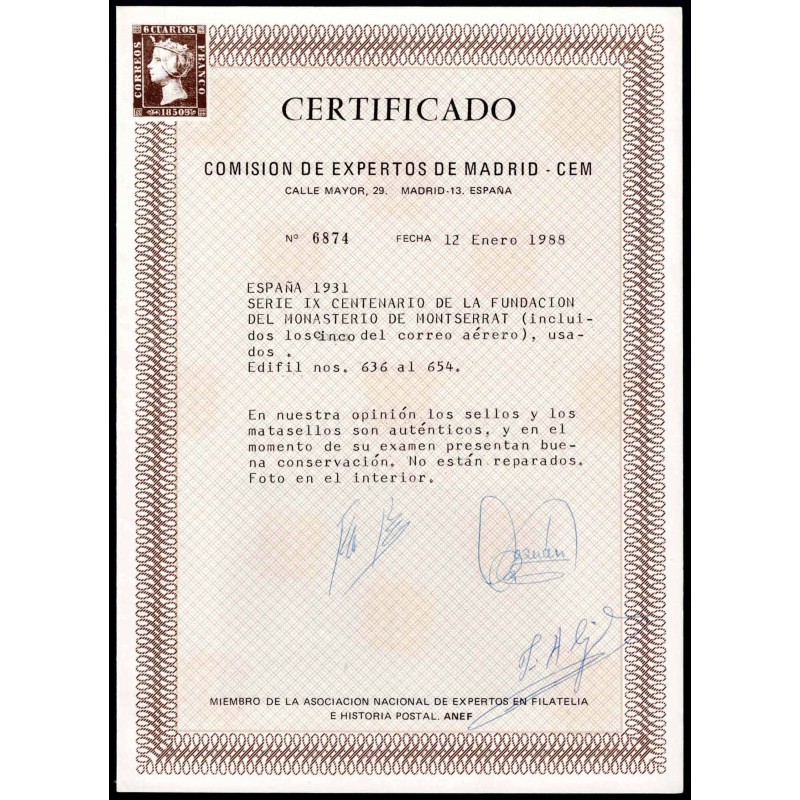 6 CUARTOS
CORREOS
FRANCO
1850
CERTIFICADO
COMISION DE EXPERTOS DE MADRID - CEM
CALLE MAYOR, 29. MADRID-13. ESPAÑA
Nº 6874 FECHA 12 Enero 1988
ESPAÑA 1931
SERIE IX CENTENARIO DE LA FUNDACION
DEL MONASTERIO DE MONTSERRAT (inclui-
dos loscinco del correo aérero), usa-
dos .
Edifil nos. 636 al 654.
En nuestra opinión los sellos y los
matasellos son auténticos, y en el
momento de su examen presentan bue-
na conservación. No están reparados.
Foto en el interior.
MIEMBRO DE LA ASOCIACION NACIONAL DE EXPERTOS EN FILATELIA
E HISTORIA POSTAL. ANEF